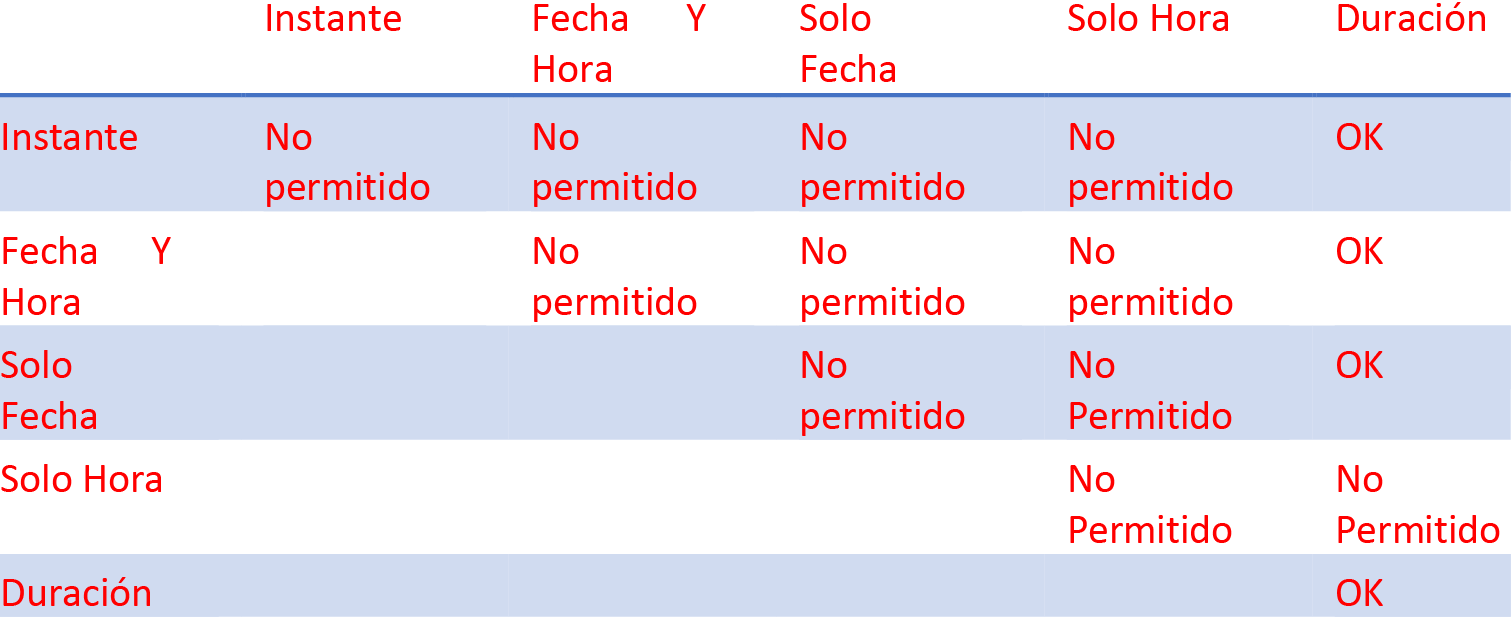 Instante Fecha Y Solo Solo Hora Duración
Hora Fecha
Instante No No No No OK
permitido permitido permitido permitido
Fecha Y No No No OK
Hora permitido permitido permitido
Solo No No OK
Fecha permitido Permitido
Solo Hora No No
Permitido Permitido
Duración OK